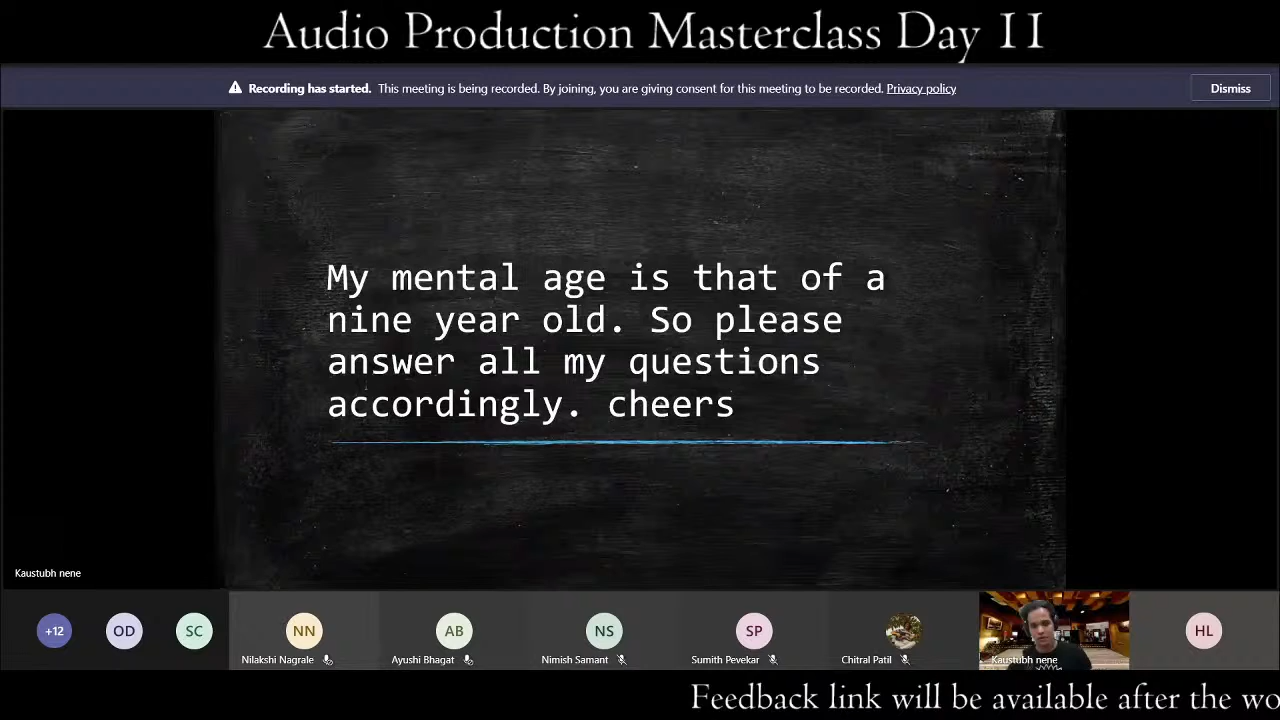 Audio Production Masterclass Day 11
Recording has started. This meeting is being recorded. By joining, you are giving consent for this meeting to be recorded. Privacy policy
Dismiss
My mental age is that of a
nine year old. So please
answer all my questions
accordingly. cheers
Kaustubh nene
+12
OD
SC
NN
AB
NS
SP
HL
Nilakshi Nagrale
Ayushi Bhagat
Nimish Samant
Sumith Pevekar
Chitral Patil
Kaustubh nene
Feedback link will be available after the